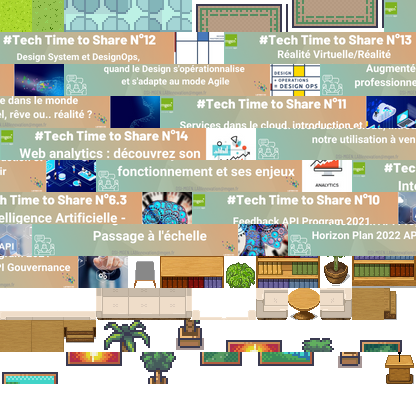 #Tech Time to Share N°12
#Tech Time to Share N°13
Design System et DesignOps,
Réalité Virtuelle/Réalité
quand le Design s'opérationnalise
et s'adapte au mode Agile
DESIGN
OPERATIONS
= DESIGN OPS
Augmenté
professionne
e dans le monde
el, rêve ou.. réalité ?
#Tech Time to Share N°11
Services dans le cloud, introduction et
#Tech Time to Share N°14
Web analytics : découvrez son
notre utilisation à ven
ir
fonctionnement et ses enjeux
ANALYTICS
#Tec
Inte
h Time to Share N°6.3
#Tech Time to Share N°10
elligence Artificielle -
Feedback API Program 2021
API
Passage à l'échelle
Horizon Plan 2022 AP
PI Gouvernance